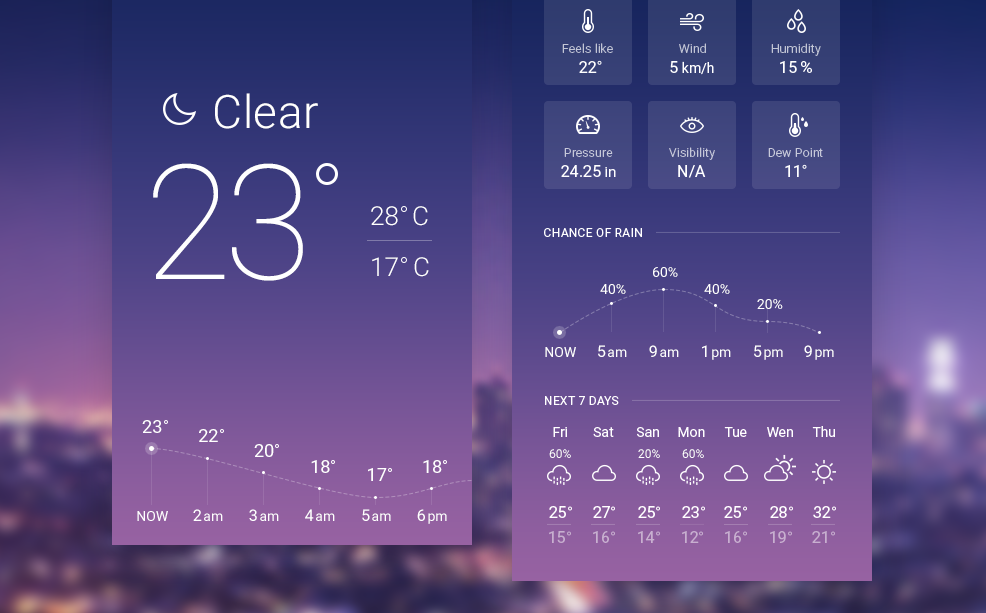 Clear
23°
28° C
17° C
23° 22° 20° 18° 17° 18°
NOW 2 am 3 am 4 am 5 am 6 pm
Feels like Wind Humidity
22° 5 km/h 15 %
Pressure Visibility Dew Point
24.25 in N/A 11°
CHANCE OF RAIN
40% 60% 40% 20%
NOW 5 am 9 am 1 pm 5 pm 9 pm
NEXT 7 DAYS
Fri Sat San Mon Tue Wen Thu
60% 20% 60%
25° 27° 25° 23° 25° 28° 32°
15° 16° 14° 12° 16° 19° 21°